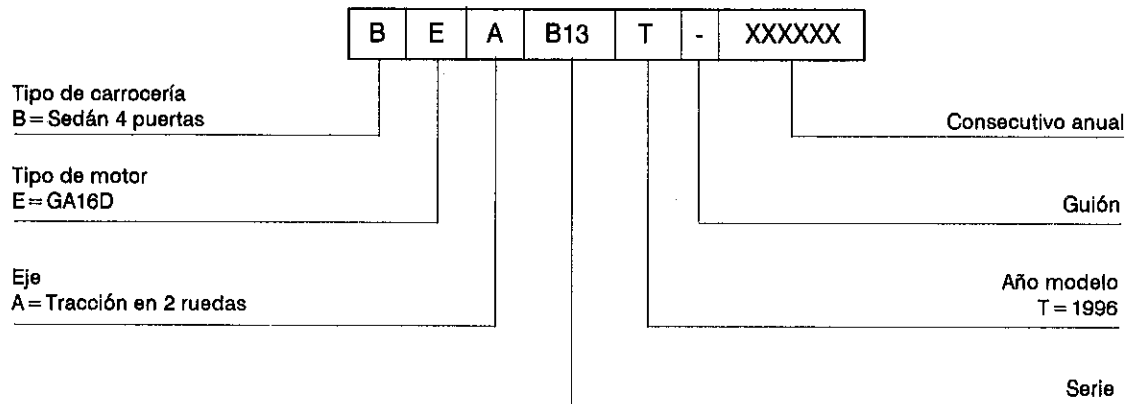 B E A B13 T - XXXXXX
Tipo de carrocería
B=Sedán 4 puertas
Consecutivo anual
Tipo de motor
E=GA16D
Guión
Eje
A=Tracción en 2 ruedas
Año modelo
T=1996
Serie